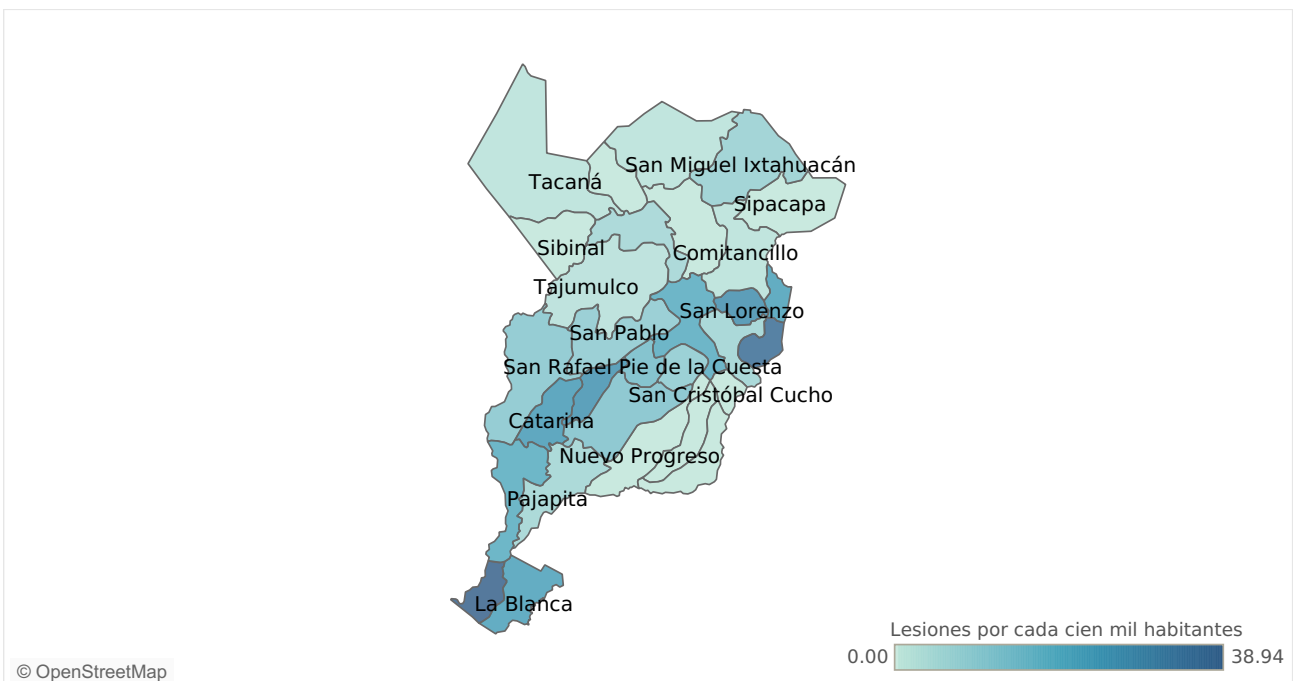 San Miguel Ixtahuacán
Tacaná
Sipacapa
Sibinal
Comitancillo
Tajumulco
San Lorenzo
San Pablo
San Rafael Pie de la Cuesta
San Cristóbal Cucho
Catarina
Nuevo Progreso
Pajapita
La Blanca
Lesiones por cada cien mil habitantes
0.00 38.94
© OpenStreetMap